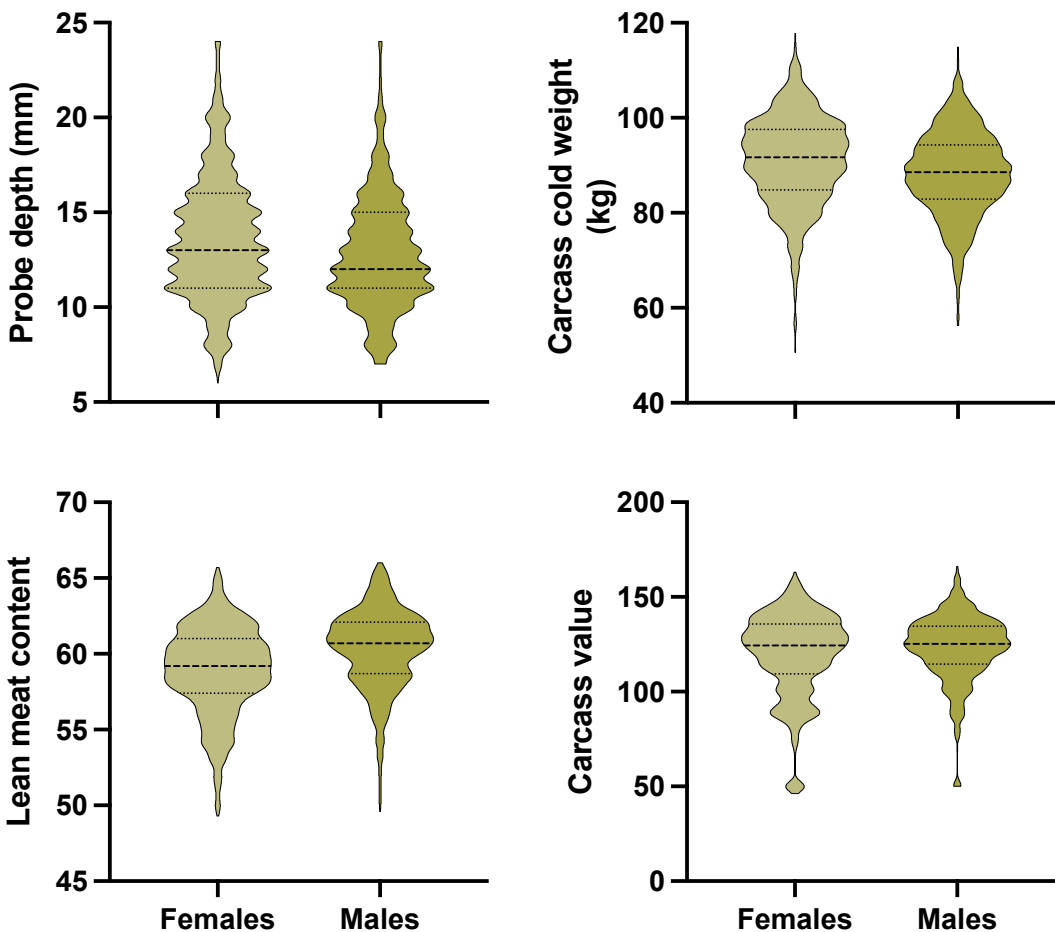 Probe depth (mm)
25
20
15
10
5
Carcass cold weight
(kg)
120
100
80
60
40
Lean meat content
70
65
60
55
50
45
Females
Males
Carcass value
200
150
100
50
0
Females
Males